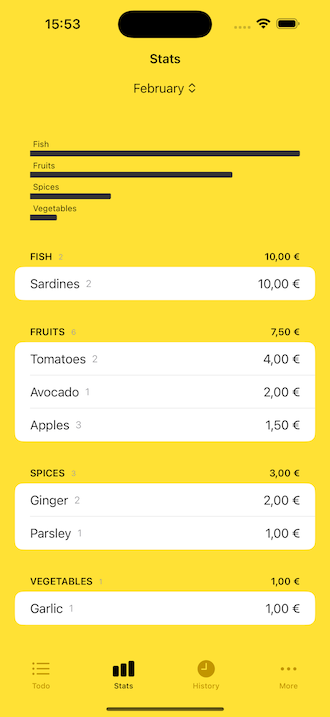 15:53
Stats
February
Fish
Fruits
Spices
Vegetables
FISH 2 10,00 €
Sardines 2 10,00 €
FRUITS 6 7,50 €
Tomatoes 2 4,00 €
Avocado 1 2,00 €
Apples 3 1,50 €
SPICES 3 3,00 €
Ginger 2 2,00 €
Parsley 1 1,00 €
VEGETABLES 1 1,00 €
Garlic 1 1,00 €
Todo Stats History More